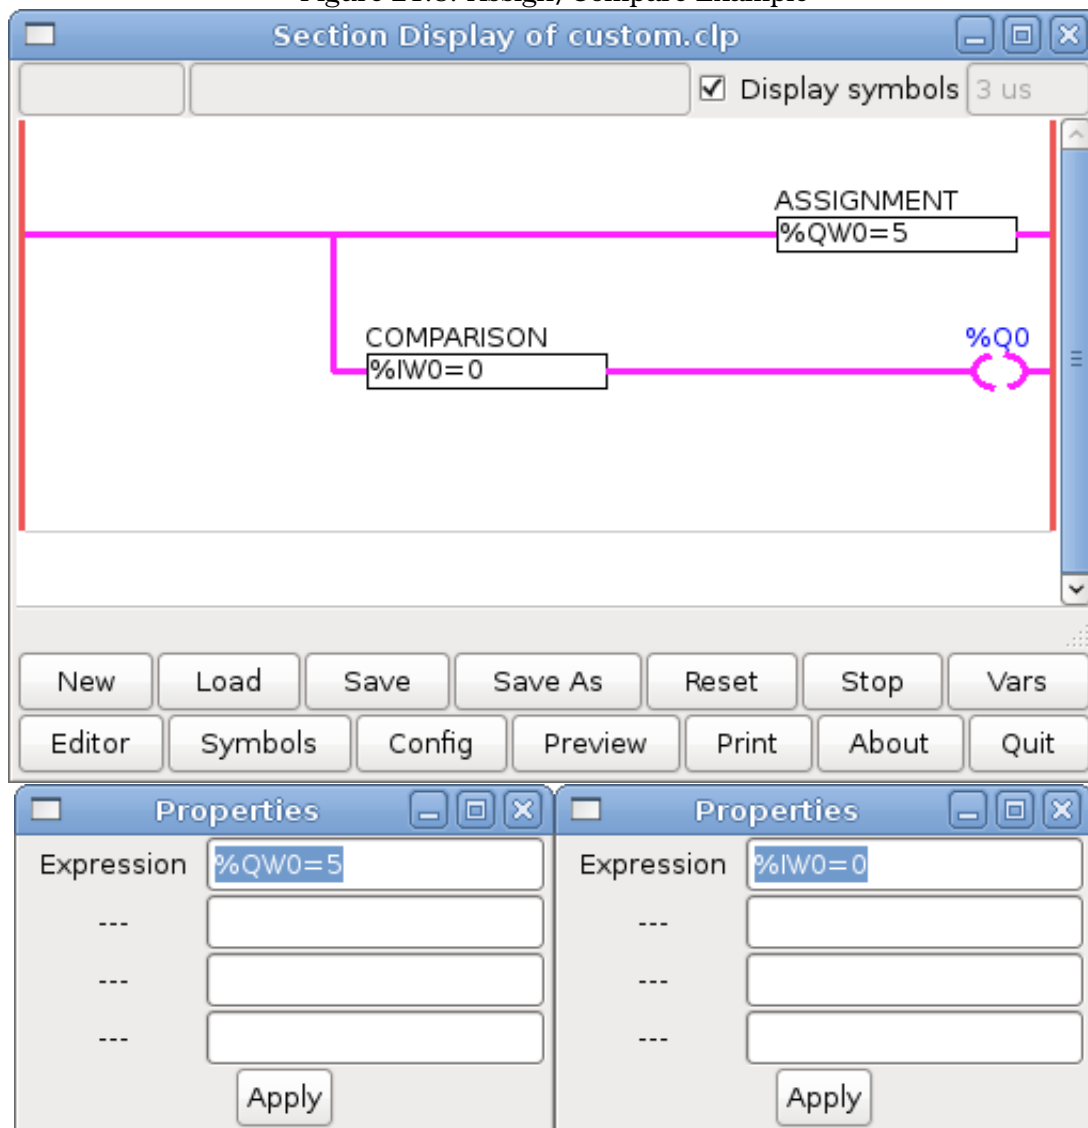 Section Display of custom.clp
Display symbols 3 us
ASSIGNMENT
%QW0=5
COMPARISON %Q0
%IW0=0
New Load Save Save As Reset Stop Vars
Editor Symbols Config Preview Print About Quit
Properties Properties
Expression %QW0=5 Expression %IW0=0
--- ---
--- ---
--- ---
Apply Apply